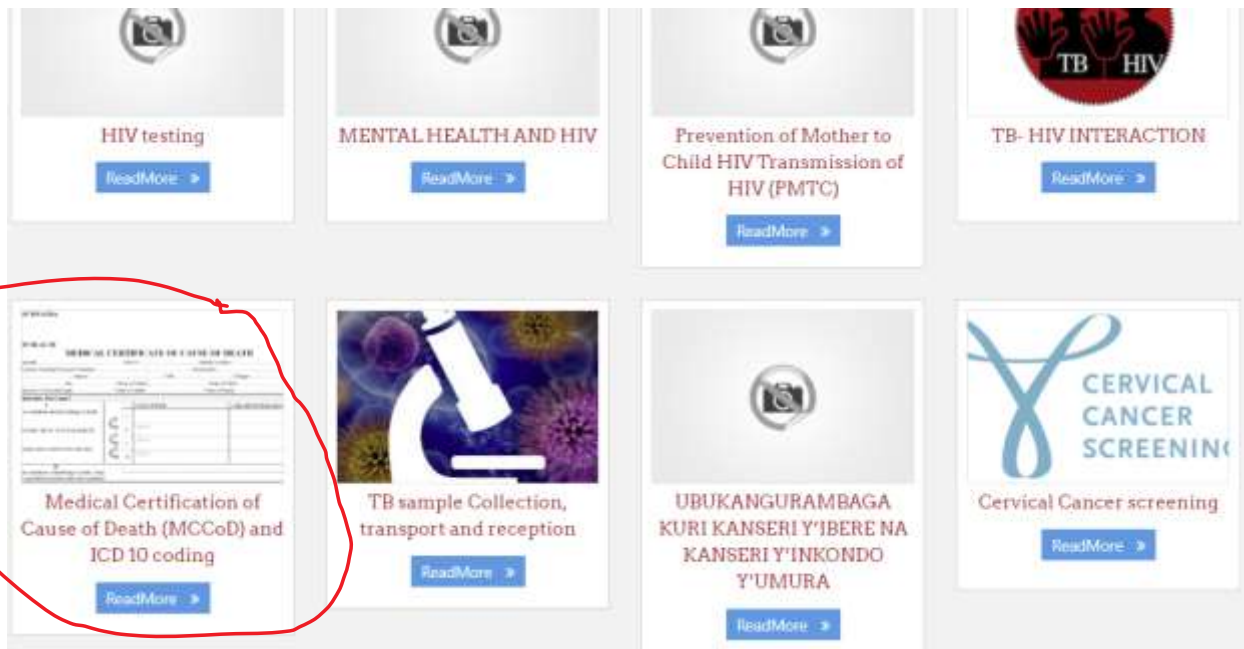 TB HIV
HIV testing
ReadMore »
MENTAL HEALTH AND HIV
ReadMore »
Prevention of Mother to
Child HIV Transmission of
HIV (PMTC)
ReadMore »
TB- HIV INTERACTION
ReadMore »
MEDICAL CERTIFICATE OF CAUSE OF DEATH
Medical Certification of
Cause of Death (MCCoD) and
ICD 10 coding
ReadMore »
TB sample Collection,
transport and reception
ReadMore »
UBUKANGURAMBAGA
KURI KANSERI Y'IBERE NA
KANSERI Y'INKONDO
Y'UMURA
ReadMore »
CERVICAL
CANCER
SCREENING
Cervical Cancer screening
ReadMore »